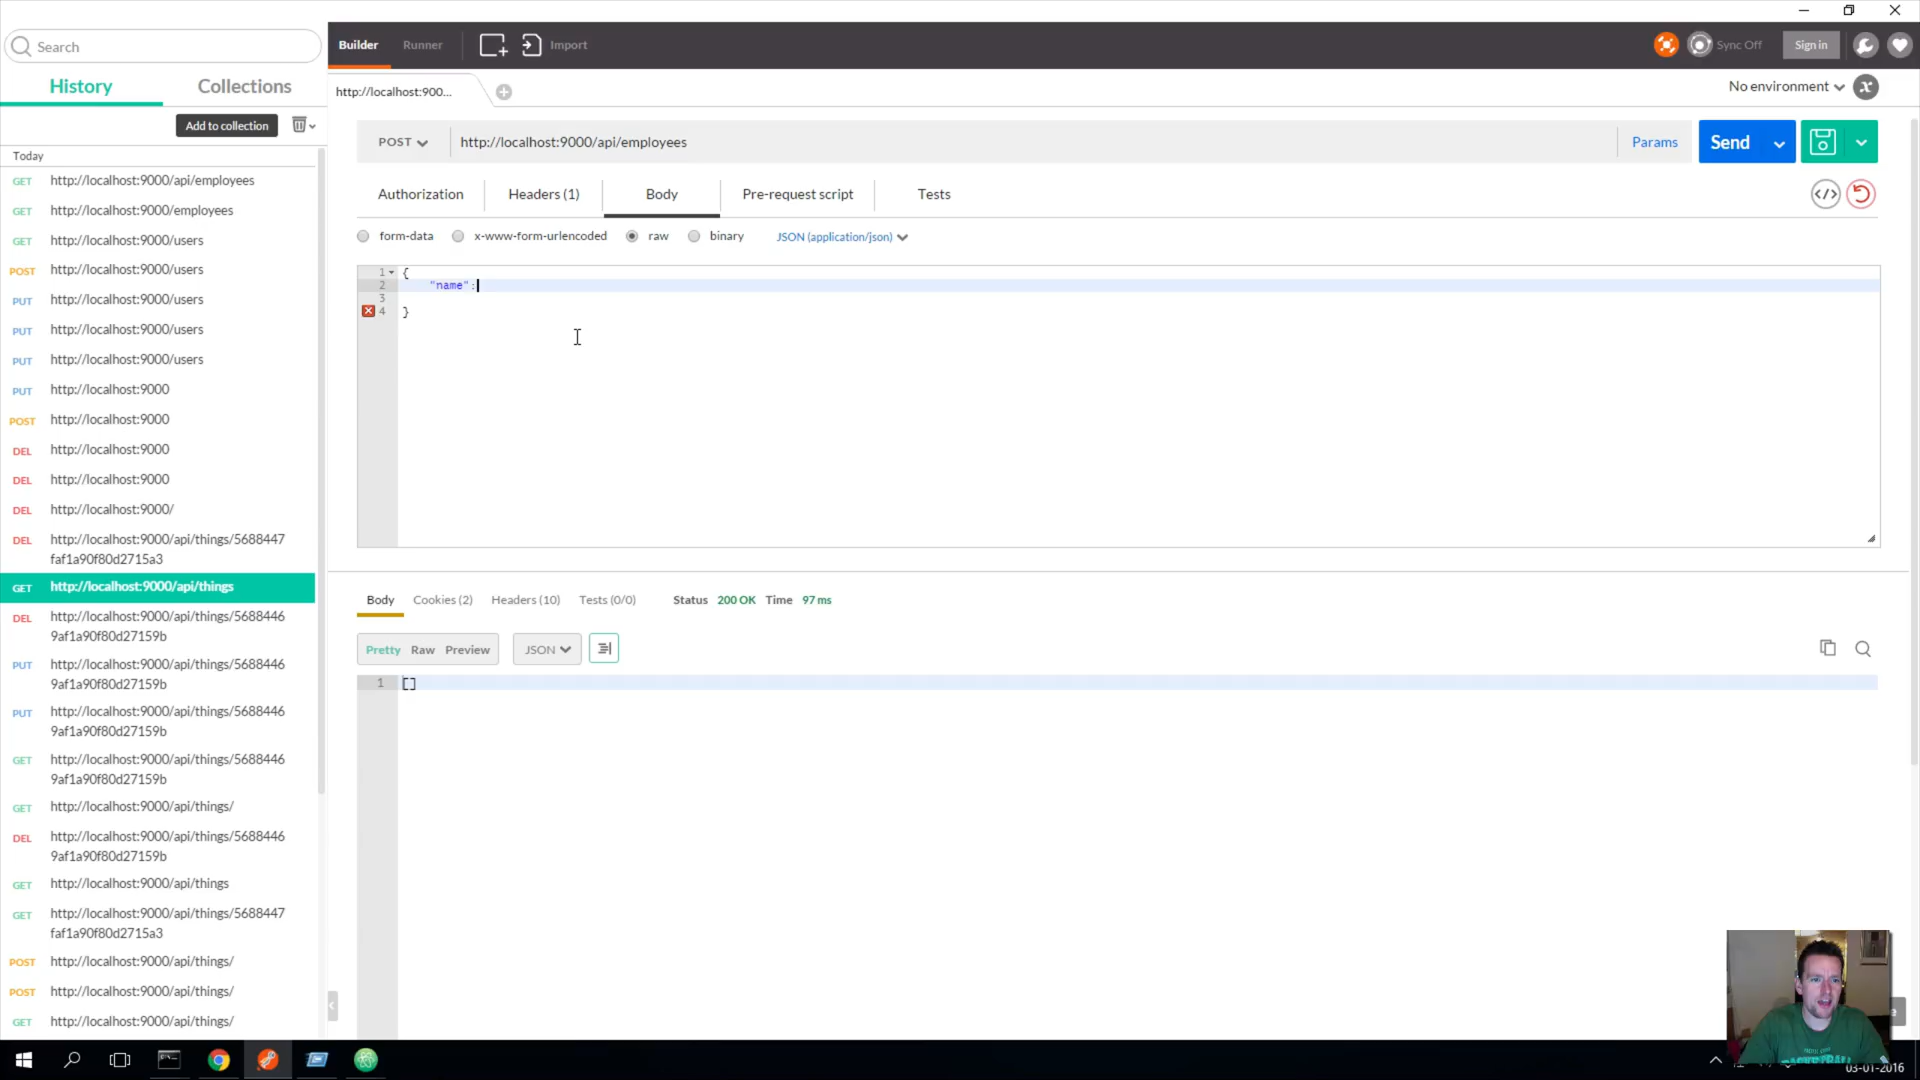 Search
Builder
Runner
Import
Sync Off
Sign in
History
Collections
http://localhost:900...
No environment
Add to collection
POST
http://localhost:9000/api/employees
Params
Send
Today
Authorization
Headers (1)
Body
Pre-request script
Tests
form-data
x-www-form-urlencoded
raw
binary
JSON (application/json)
1 {
2 "name":
3
4 }
GET http://localhost:9000/api/employees
GET http://localhost:9000/employees
GET http://localhost:9000/users
POST http://localhost:9000/users
PUT http://localhost:9000/users
PUT http://localhost:9000/users
PUT http://localhost:9000/users
PUT http://localhost:9000
POST http://localhost:9000
DEL http://localhost:9000
DEL http://localhost:9000
DEL http://localhost:9000/
DEL http://localhost:9000/api/things/5688447
faf1a90f80d2715a3
GET http://localhost:9000/api/things
DEL http://localhost:9000/api/things/5688446
9af1a90f80d27159b
PUT http://localhost:9000/api/things/5688446
9af1a90f80d27159b
PUT http://localhost:9000/api/things/5688446
9af1a90f80d27159b
GET http://localhost:9000/api/things/5688446
9af1a90f80d27159b
GET http://localhost:9000/api/things/
DEL http://localhost:9000/api/things/5688446
9af1a90f80d27159b
GET http://localhost:9000/api/things
GET http://localhost:9000/api/things/5688447
faf1a90f80d2715a3
POST http://localhost:9000/api/things/
POST http://localhost:9000/api/things/
GET http://localhost:9000/api/things/
Body
Cookies (2)
Headers (10)
Tests (0/0)
Status 200 OK Time 97 ms
Pretty Raw Preview
JSON
1 []
BASKETBALL
03-01-2016